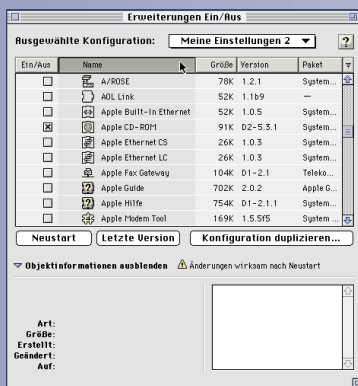 Erweiterungen Ein/Aus
Ausgewählte Konfiguration: Meine Einstellungen 2
Ein/Aus Name Größe Version Paket
A/ROSE 78K 1.2.1 System...
AOL Link 52K 1.1b9 —
Apple Built-In Ethernet 52K 1.0.5 System...
Apple CD-ROM 91K D2-5.3.1 System...
Apple Ethernet CS 26K 1.0.3 System...
Apple Ethernet LC 26K 1.0.3 System...
Apple Fax Gateway 104K D1-2.1 Teleko...
Apple Guide 702K 2.0.2 Apple G...
Apple Hilfe 754K D1-2.1.1 System...
Apple Modem Tool 169K 1.5.5f5 System ...
Neustart Letzte Version Konfiguration duplizieren...
Objektinformationen ausblenden Änderungen wirksam nach Neustart
Art:
Größe:
Erstellt:
Geändert:
Auf: